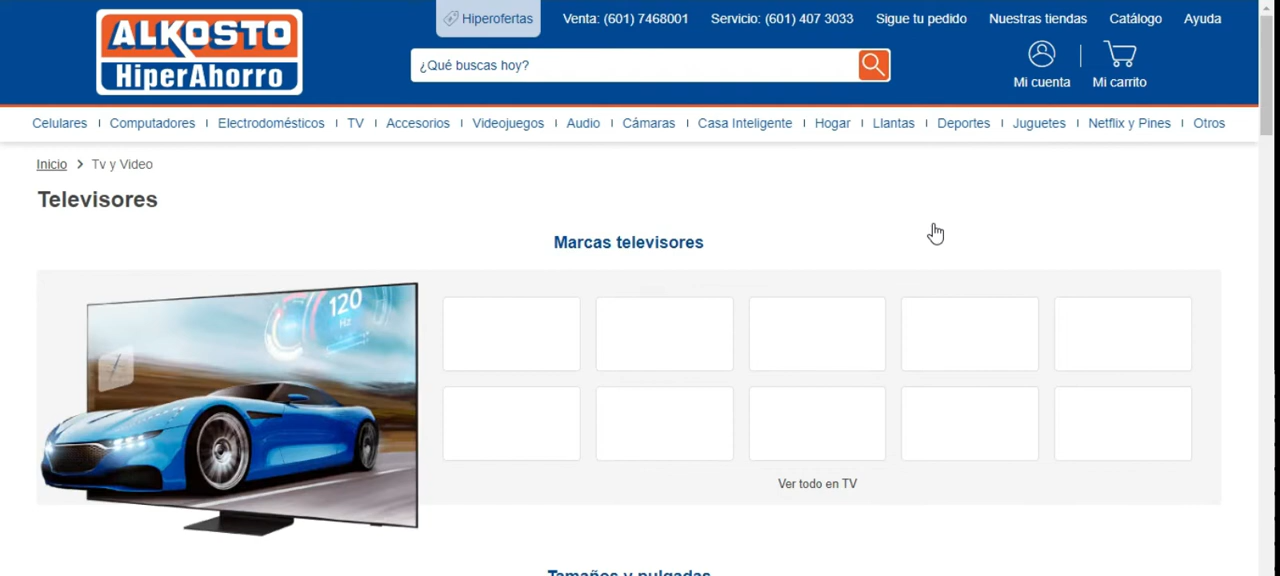 ALKOSTO
HiperAhorro
Hiperofertas
Venta: (601) 7468001
Servicio: (601) 407 3033
Sigue tu pedido
Nuestras tiendas
Catálogo
Ayuda
¿Qué buscas hoy?
Mi cuenta
Mi carrito
Celulares
Computadores
Electrodomésticos
TV
Accesorios
Videojuegos
Audio
Cámaras
Casa Inteligente
Hogar
Llantas
Deportes
Juguetes
Netflix y Pines
Otros
Inicio > Tv y Video
Televisores
Marcas televisores
120
Hz
Ver todo en TV
Tamaños y pulgadas